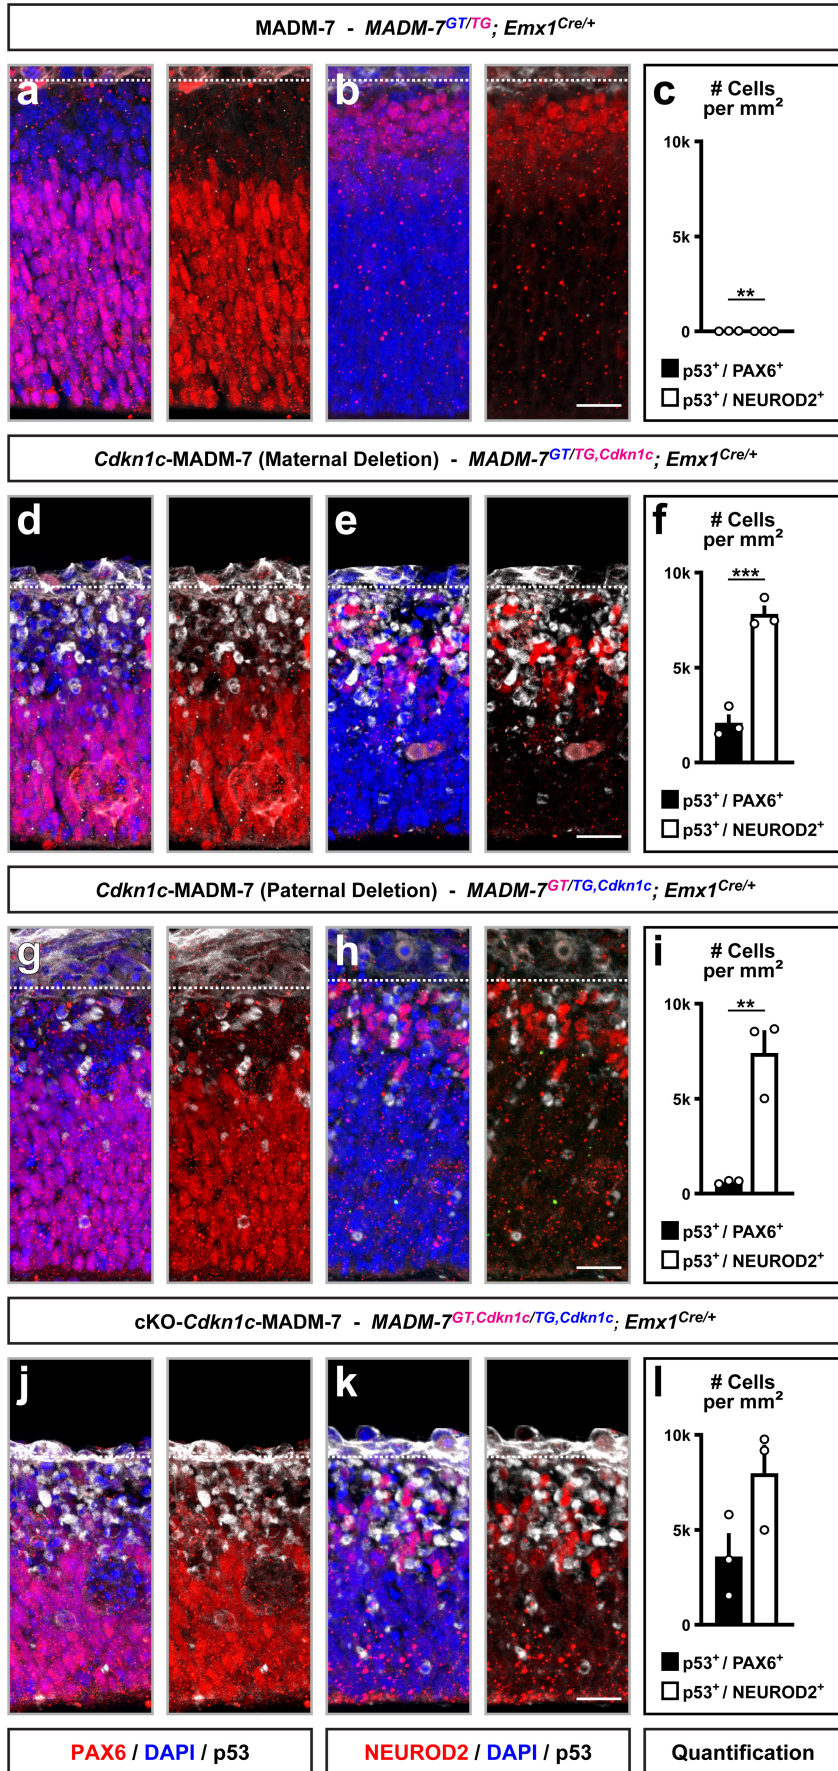 MADM-7 - MADM-7GT/TG; Emx1Cre/+
a
b
c
# Cells
per mm²
10k
5k
0
**
p53+ / PAX6+
p53+ / NEUROD2+
Cdkn1c-MADM-7 (Maternal Deletion) - MADM-7GT/TG,Cdkn1c; Emx1Cre/+
d
e
f
# Cells
per mm²
10k
5k
0
***
p53+ / PAX6+
p53+ / NEUROD2+
Cdkn1c-MADM-7 (Paternal Deletion) - MADM-7GT/TG,Cdkn1c; Emx1Cre/+
g
h
i
# Cells
per mm²
10k
5k
0
**
p53+ / PAX6+
p53+ / NEUROD2+
cKO-Cdkn1c-MADM-7 - MADM-7GT,Cdkn1c/TG,Cdkn1c; Emx1Cre/+
j
k
l
# Cells
per mm²
10k
5k
0
p53+ / PAX6+
p53+ / NEUROD2+
PAX6 / DAPI / p53
NEUROD2 / DAPI / p53
Quantification